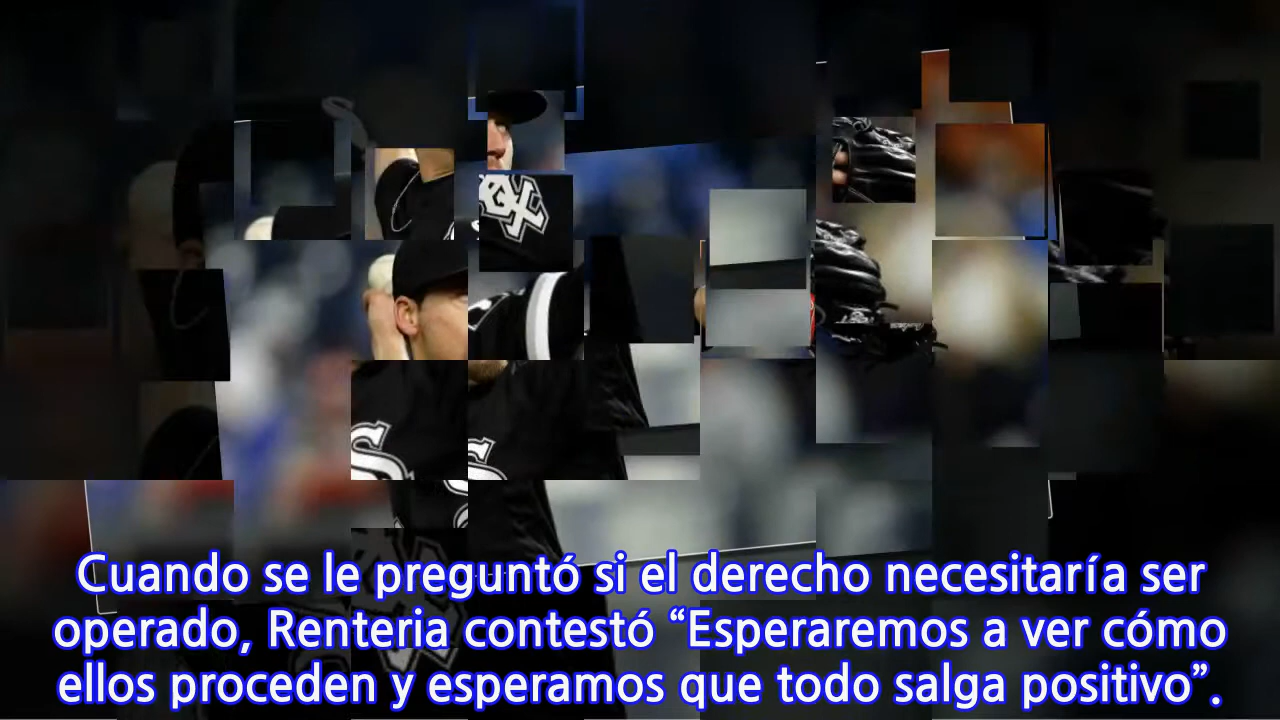 Cuando se le preguntó si el derecho necesitaría ser
operado, Renteria contestó “Esperaremos a ver cómo
ellos proceden y esperamos que todo salga positivo”.